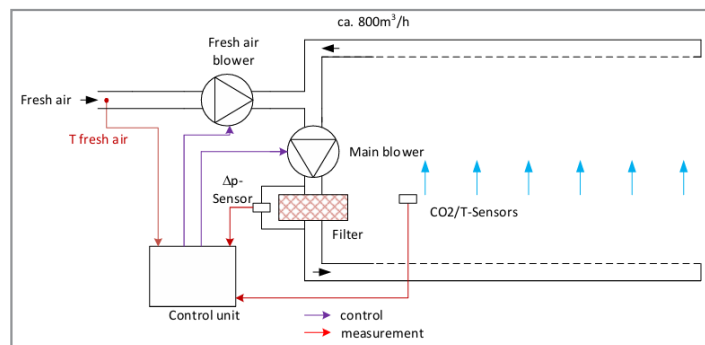 ca. 800m³/h
Fresh air
blower
Fresh air
T fresh air
Main blower
Δp-
Sensor
CO2/T-Sensors
Filter
Control unit
control
measurement